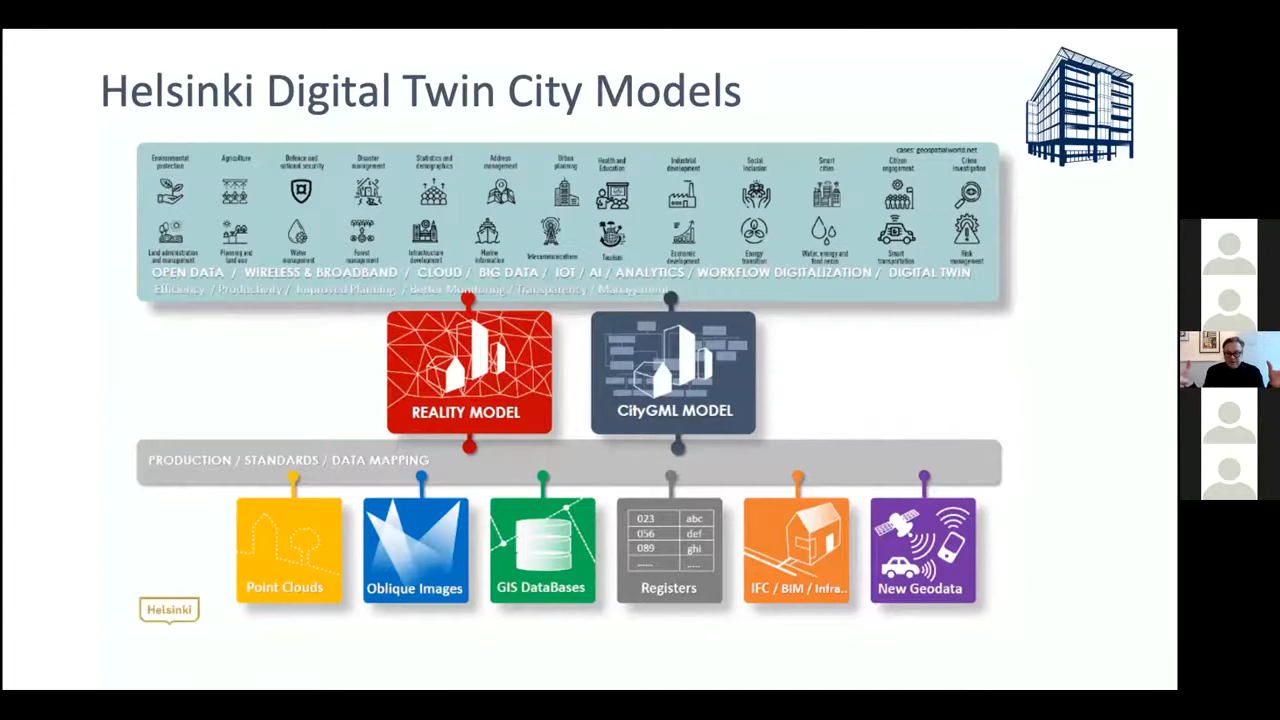 Helsinki Digital Twin City Models
cases: geospatialworld.net
Environmental protection
Agriculture
Defence and national security
Disaster management
Statistics and demographics
Address management
Urban planning
Health and Education
Industrial development
Social inclusion
Smart cities
Citizen engagement
Crime investigation
Land administration and management
Planning and land use
Water management
Forest management
Infrastructure development
Marine information
Telecommunications
Tourism
Economic development
Energy transition
Water, energy and food nexus
Smart transportation
Risk management
OPEN DATA / WIRELESS & BROADBAND / CLOUD / BIG DATA / IOT / AI / ANALYTICS / WORKFLOW DIGITALIZATION / DIGITAL TWIN
Efficiency / Productivity / Improved Planning / Better Monitoring / Transparency / Management
REALITY MODEL
CityGML MODEL
PRODUCTION / STANDARDS / DATA MAPPING
Point Clouds
Oblique Images
GIS DataBases
023 abc
056 def
089 ghi
...... .....
Registers
IFC / BIM / Infra..
New Geodata
Helsinki